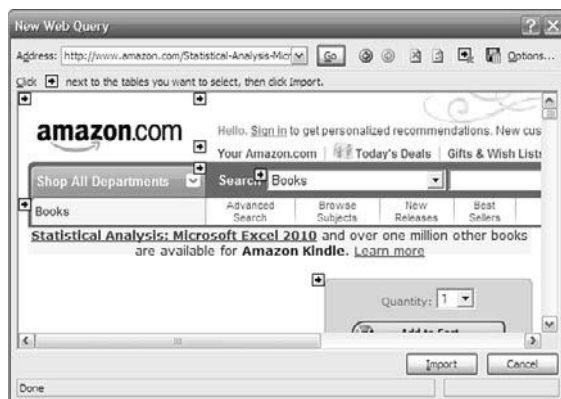 New Web Query
Address: http://www.amazon.com/Statistical-Analysis-Micr Go Options...
Click next to the tables you want to select, then click Import.
amazon.com
Hello. Sign in to get personalized recommendations. New cus
Your Amazon.com | Today's Deals | Gifts & Wish Lists
Shop All Departments Search Books
Books Advanced Search Browse Subjects New Releases Best Sellers
Statistical Analysis: Microsoft Excel 2010 and over one million other books
are available for Amazon Kindle. Learn more
Quantity: 1
Add to Cart
Import Cancel
Done